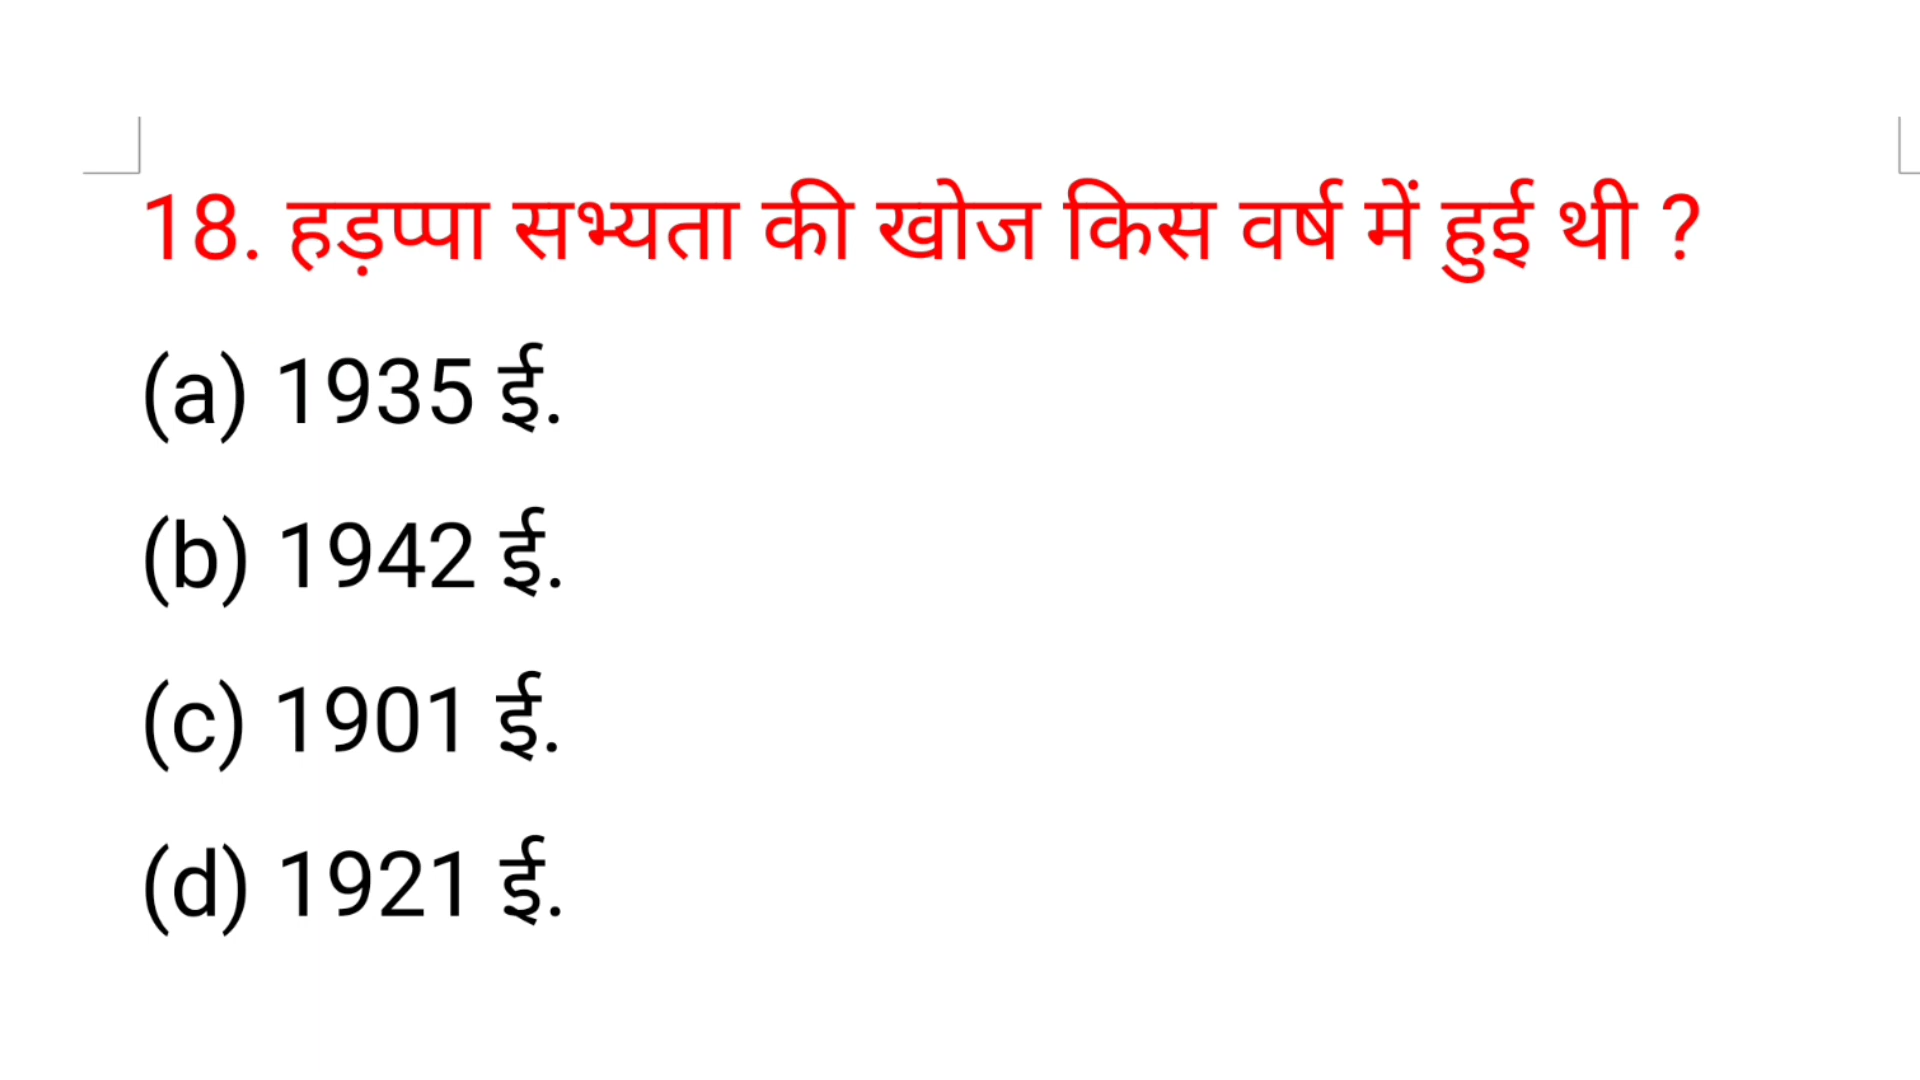 18. हड़प्पा सभ्यता की खोज किस वर्ष में हुई थी ?
(a) 1935 ई.
(b) 1942 ई.
(c) 1901 ई.
(d) 1921 ई.